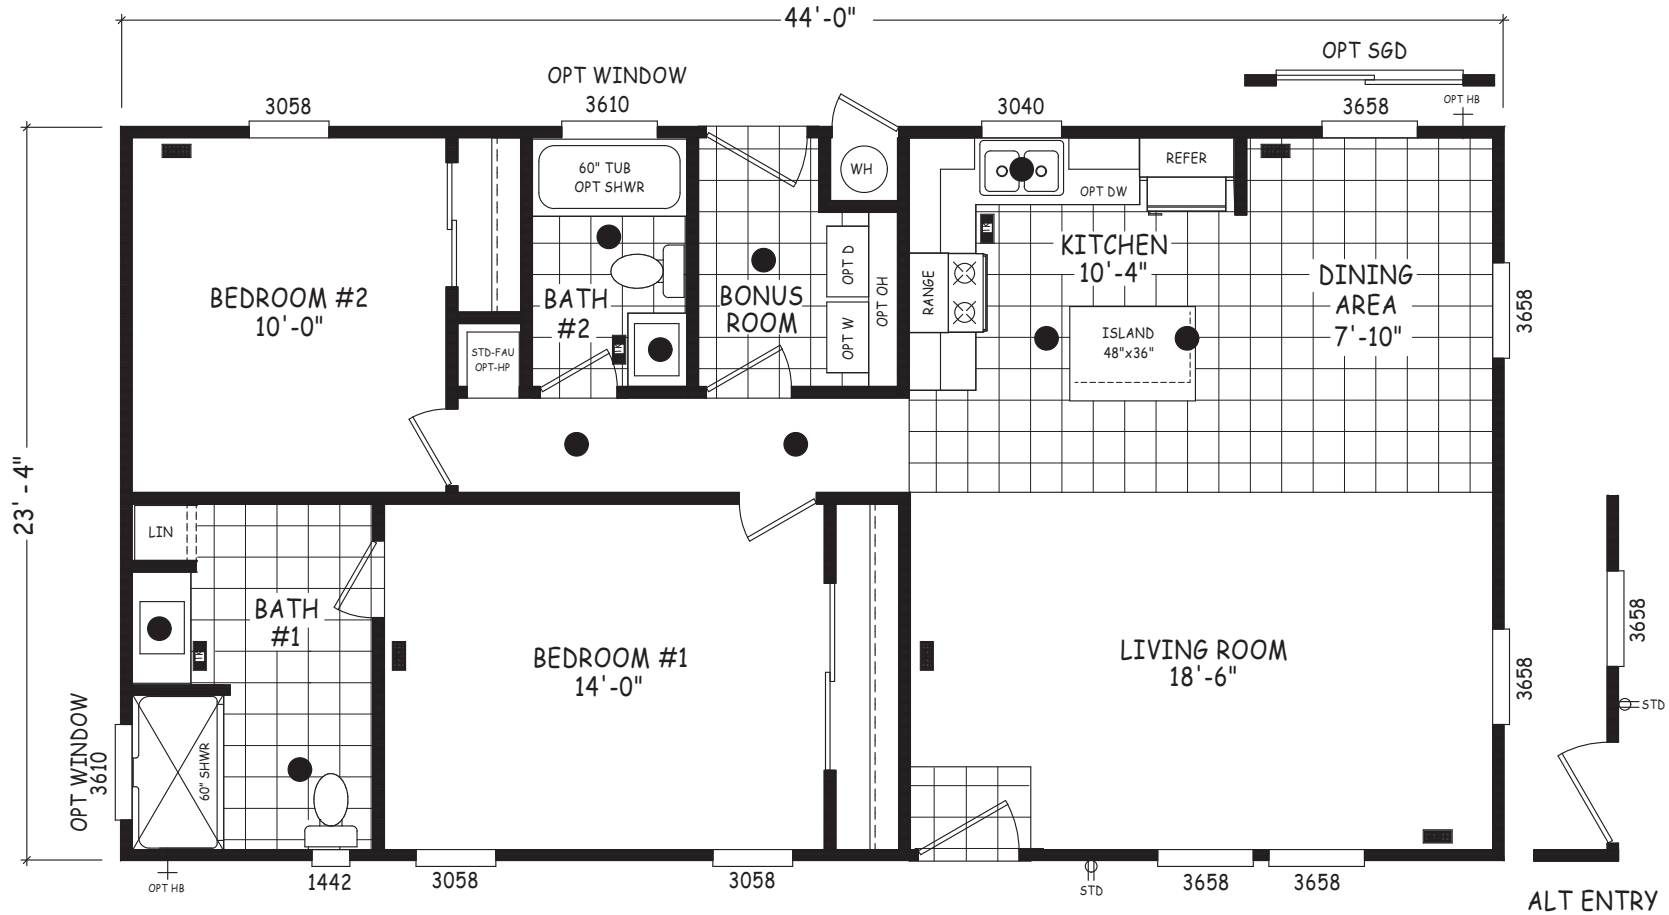 44'-0"
OPT SGD
OPT WINDOW
3058
3610
3040
3658
OPT HB
60" TUB
OPT SHWR
WH
REFER
OPT DW
KITCHEN
10'-4"
BEDROOM #2
10'-0"
BATH
#2
BONUS
ROOM
OPT D
OPT W
OPT OH
RANGE
ISLAND
48"x36"
DINING
AREA
7'-10"
3658
STD-FAU
OPT-HP
23' - 4"
LIN
BATH
#1
BEDROOM #1
14'-0"
LIVING ROOM
18'-6"
3658
3658
STD
OPT WINDOW
3610
60" SHWR
OPT HB
1442
3058
3058
STD
3658
3658
ALT ENTRY